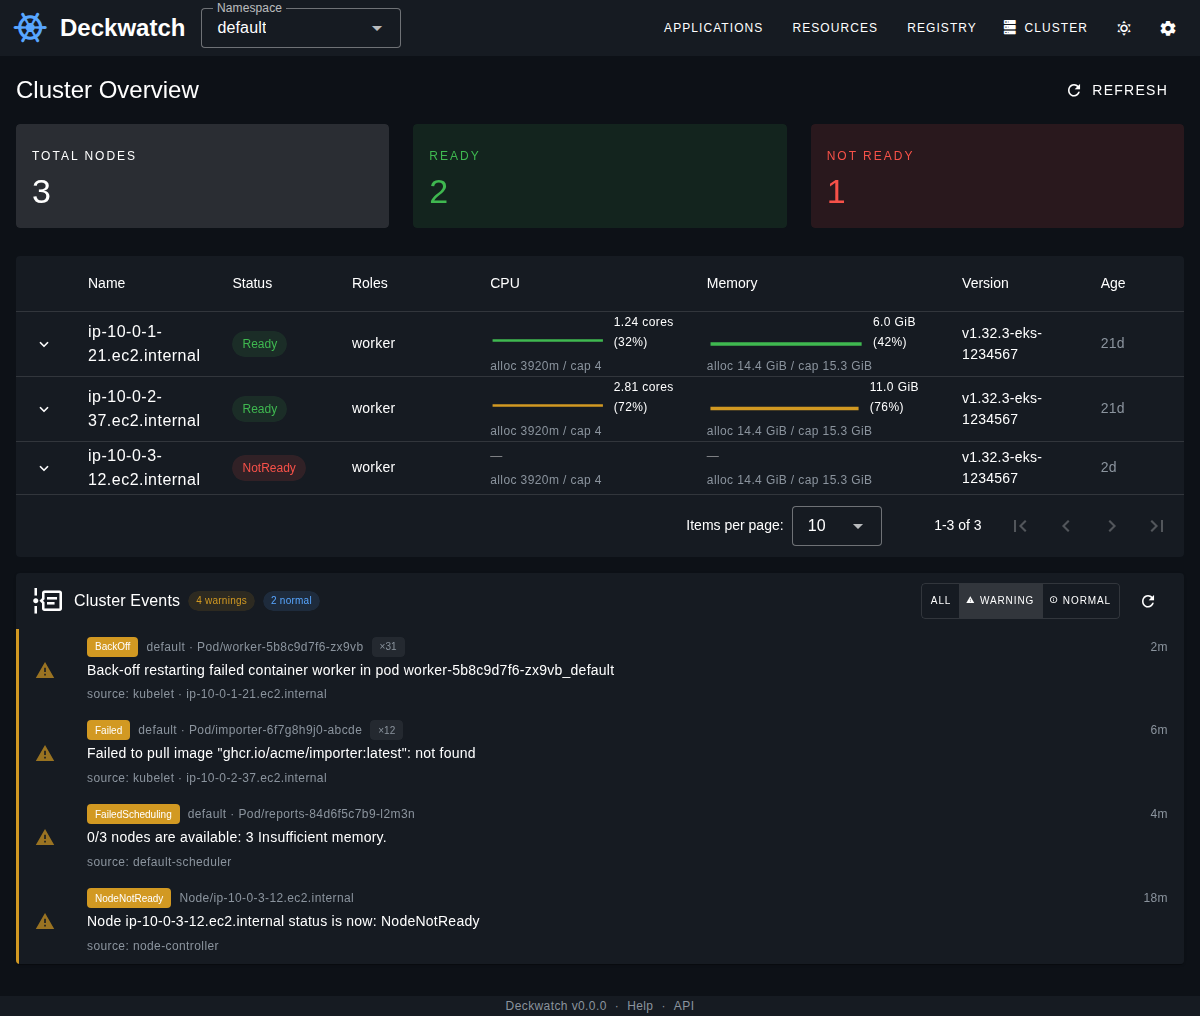 Deckwatch
Namespace
default
APPLICATIONS
RESOURCES
REGISTRY
CLUSTER
Cluster Overview
REFRESH
TOTAL NODES
3
READY
2
NOT READY
1
Name Status Roles CPU Memory Version Age
ip-10-0-1-
21.ec2.internal
Ready
worker
1.24 cores
(32%)
alloc 3920m / cap 4
6.0 GiB
(42%)
alloc 14.4 GiB / cap 15.3 GiB
v1.32.3-eks-
1234567
21d
ip-10-0-2-
37.ec2.internal
Ready
worker
2.81 cores
(72%)
alloc 3920m / cap 4
11.0 GiB
(76%)
alloc 14.4 GiB / cap 15.3 GiB
v1.32.3-eks-
1234567
21d
ip-10-0-3-
12.ec2.internal
NotReady
worker
—
alloc 3920m / cap 4
—
alloc 14.4 GiB / cap 15.3 GiB
v1.32.3-eks-
1234567
2d
Items per page: 10 1-3 of 3
Cluster Events 4 warnings 2 normal
ALL WARNING NORMAL
BackOff default · Pod/worker-5b8c9d7f6-zx9vb ×31 2m
Back-off restarting failed container worker in pod worker-5b8c9d7f6-zx9vb_default
source: kubelet · ip-10-0-1-21.ec2.internal
Failed default · Pod/importer-6f7g8h9j0-abcde ×12 6m
Failed to pull image "ghcr.io/acme/importer:latest": not found
source: kubelet · ip-10-0-2-37.ec2.internal
FailedScheduling default · Pod/reports-84d6f5c7b9-l2m3n 4m
0/3 nodes are available: 3 Insufficient memory.
source: default-scheduler
NodeNotReady Node/ip-10-0-3-12.ec2.internal 18m
Node ip-10-0-3-12.ec2.internal status is now: NodeNotReady
source: node-controller
Deckwatch v0.0.0 · Help · API